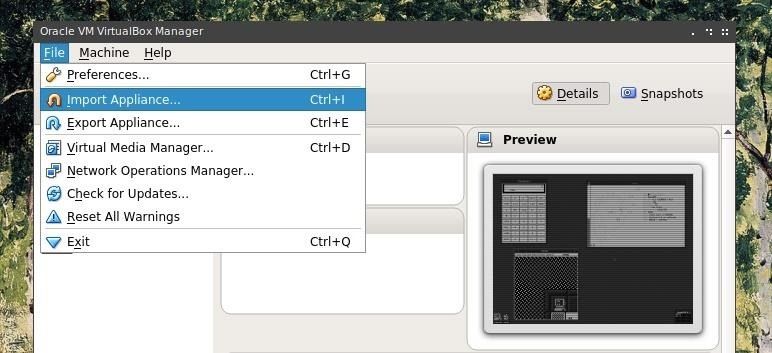 Oracle VM VirtualBox Manager
File Machine Help
Preferences... Ctrl+G
Import Appliance... Ctrl+I
Export Appliance... Ctrl+E
Virtual Media Manager... Ctrl+D
Network Operations Manager...
Check for Updates...
Reset All Warnings
Exit Ctrl+Q
Details Snapshots
Preview